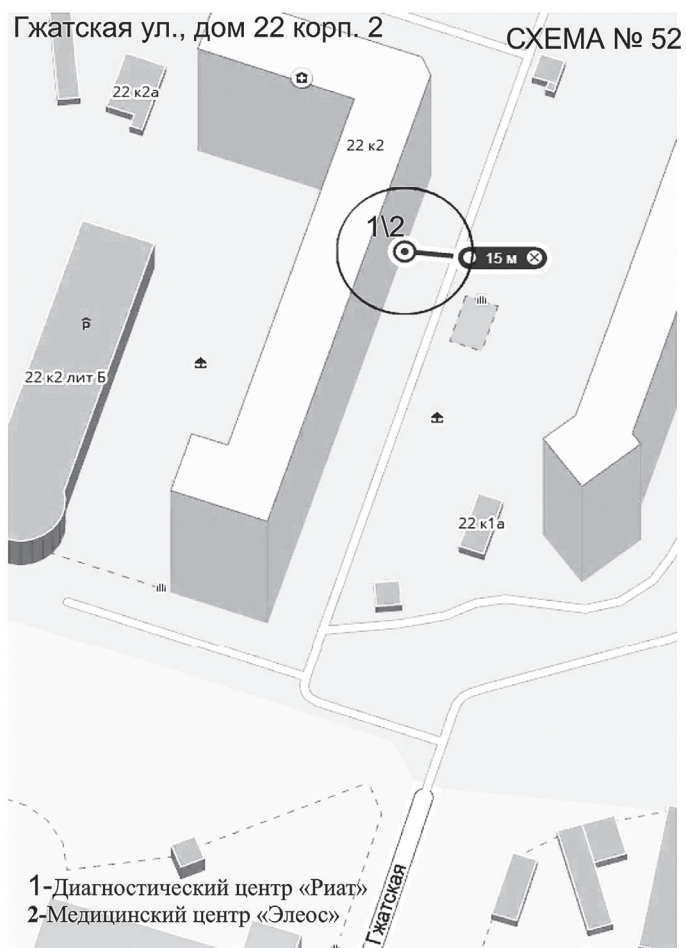 Гжатская ул., дом 22 корп. 2
СХЕМА № 52
22 к2а
22 к2
1\2
15 м
P
22 к2 лит Б
22 к1а
1-Диагностический центр «Риат»
2-Медицинский центр «Элеос»
Гжатская